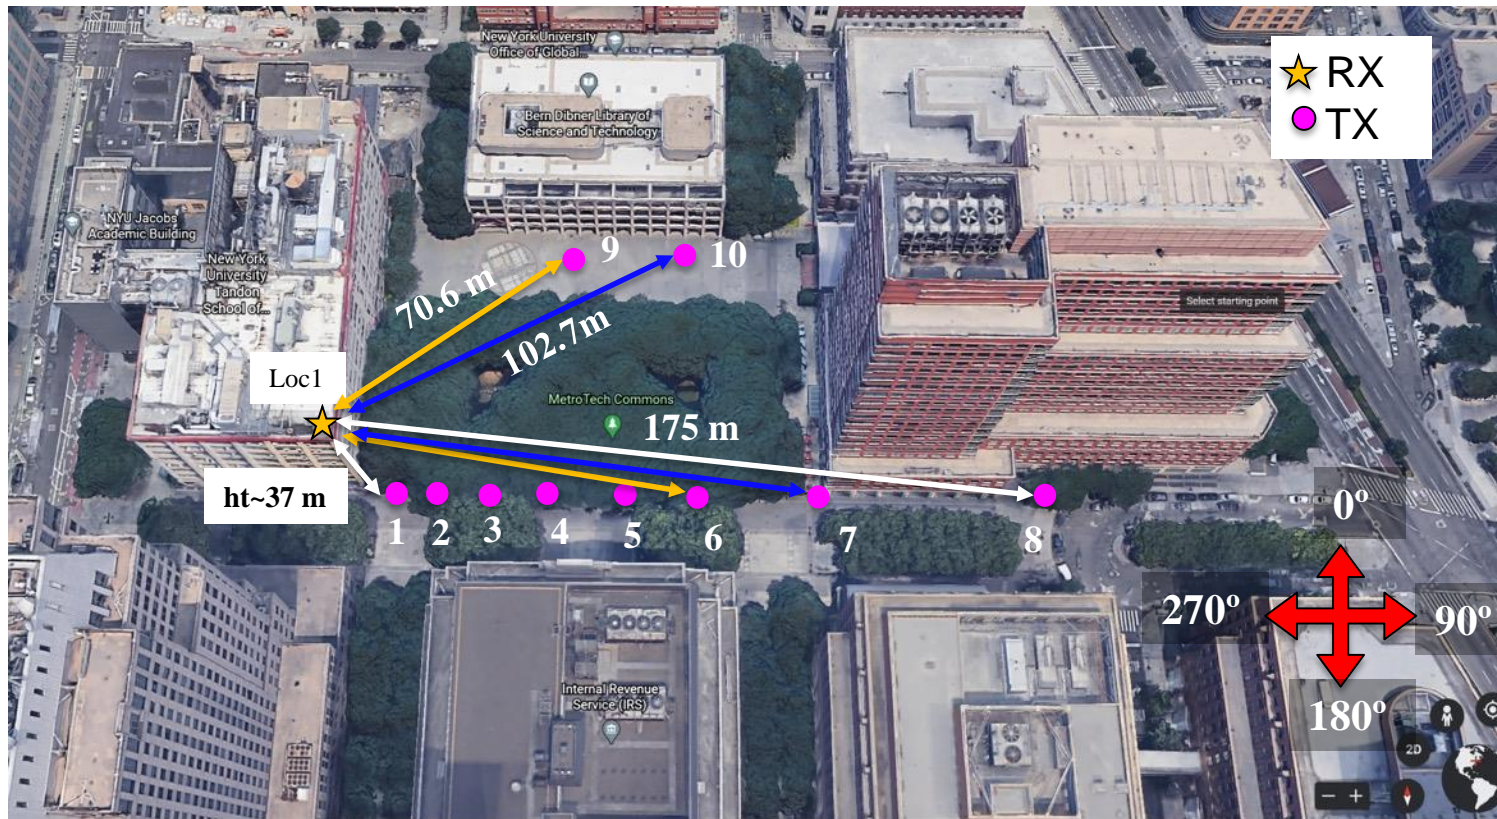 New York University
Office of Global...
RX
TX
Bern Dibner Library of
Science and Technology
NYU Jacobs
Academic Building
New York
University
Tandon
School of...
9
10
70.6 m
102.7m
Select starting point
Loc1
MetroTech Commons
175 m
ht~37 m
1
2
3
4
5
6
7
8
0º
270º
90º
180º
Internal Revenue
Service (IRS)
2D